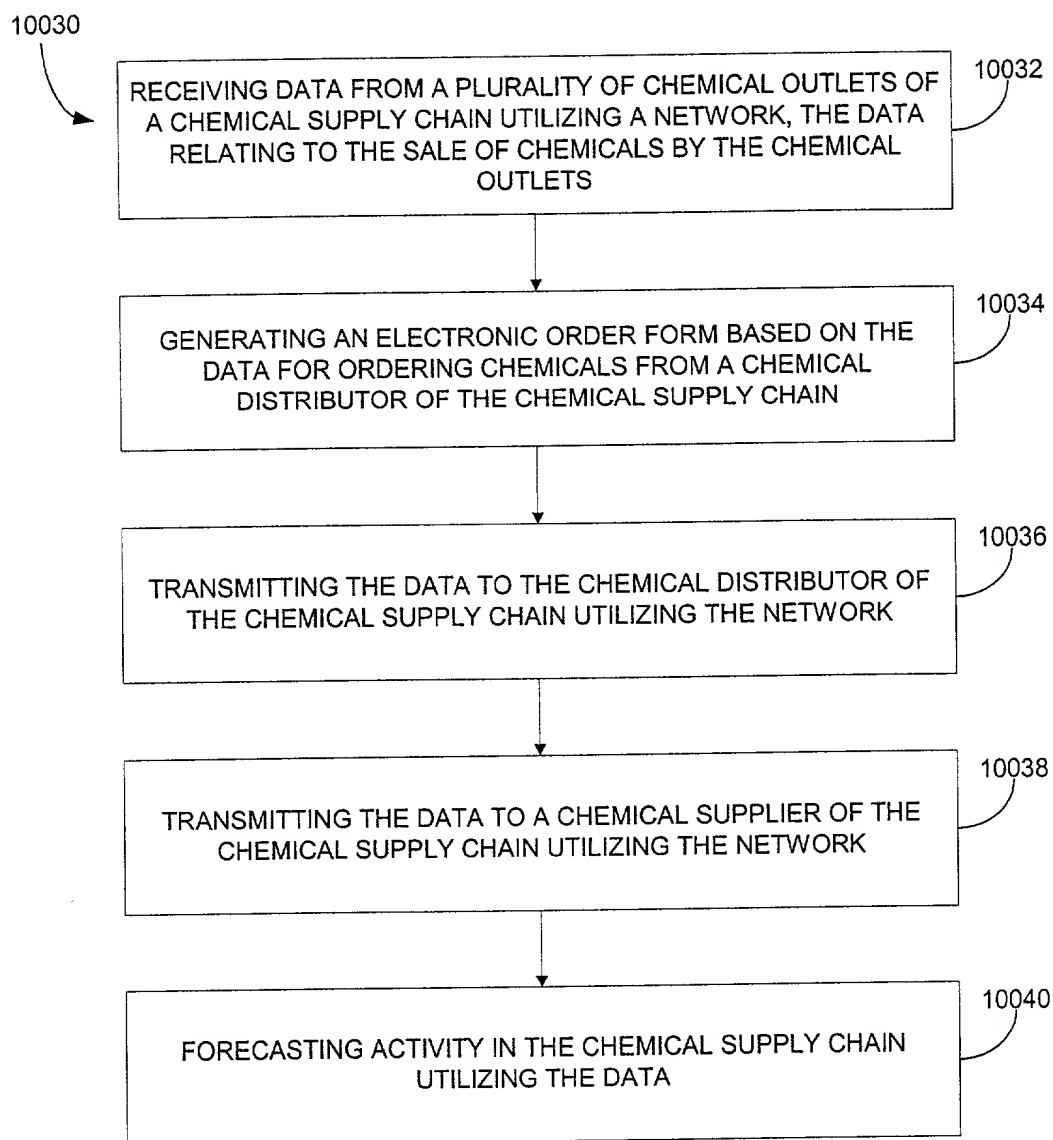 10030
RECEIVING DATA FROM A PLURALITY OF CHEMICAL OUTLETS OF
A CHEMICAL SUPPLY CHAIN UTILIZING A NETWORK, THE DATA
RELATING TO THE SALE OF CHEMICALS BY THE CHEMICAL
OUTLETS
10032
GENERATING AN ELECTRONIC ORDER FORM BASED ON THE
DATA FOR ORDERING CHEMICALS FROM A CHEMICAL
DISTRIBUTOR OF THE CHEMICAL SUPPLY CHAIN
10034
TRANSMITTING THE DATA TO THE CHEMICAL DISTRIBUTOR OF
THE CHEMICAL SUPPLY CHAIN UTILIZING THE NETWORK
10036
TRANSMITTING THE DATA TO A CHEMICAL SUPPLIER OF THE
CHEMICAL SUPPLY CHAIN UTILIZING THE NETWORK
10038
FORECASTING ACTIVITY IN THE CHEMICAL SUPPLY CHAIN
UTILIZING THE DATA
10040